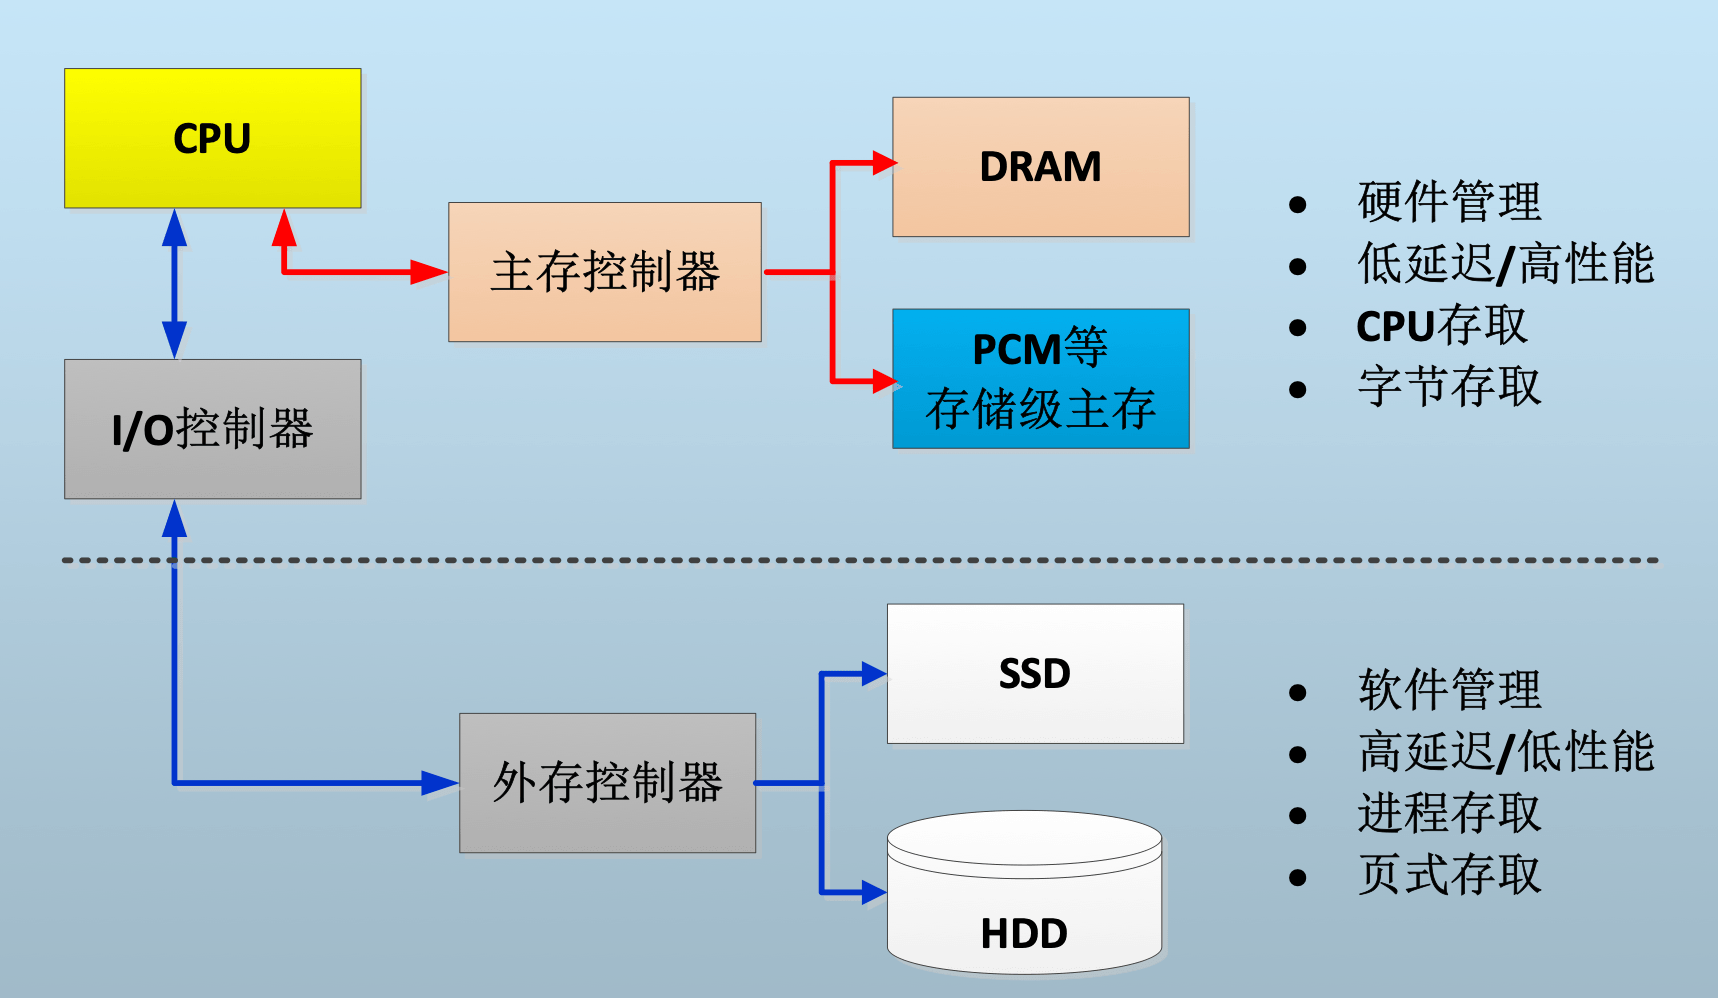 CPU
主存控制器
DRAM
PCM等
存储级主存
I/O控制器
● 硬件管理
● 低延迟/高性能
● CPU存取
● 字节存取
外存控制器
SSD
HDD
● 软件管理
● 高延迟/低性能
● 进程存取
● 页式存取